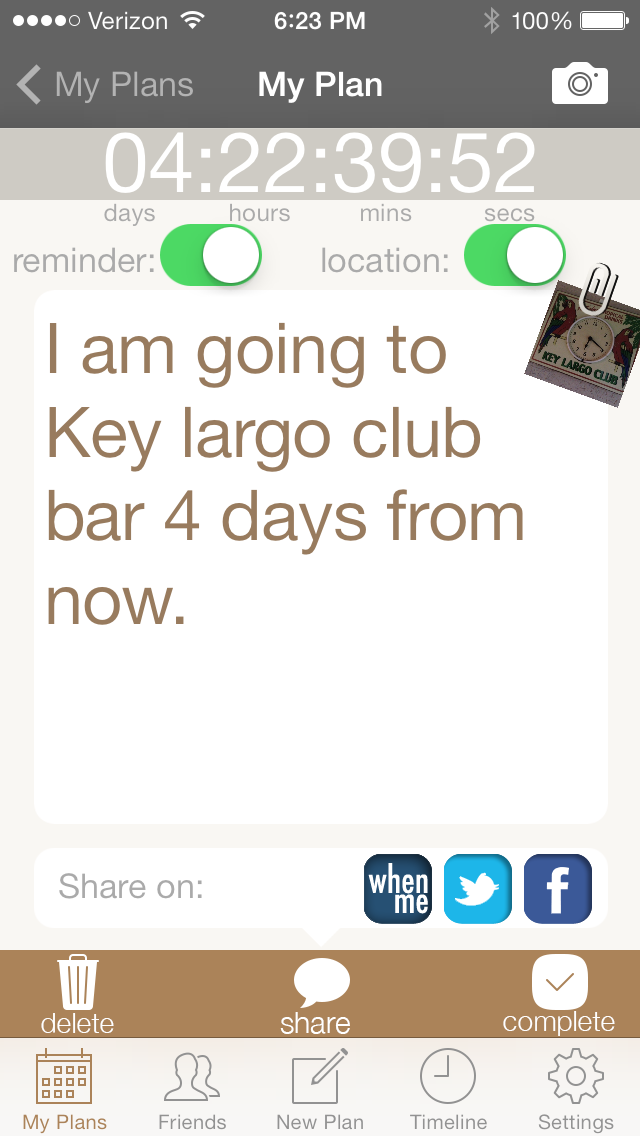 Verizon 6:23 PM 100%
My Plans My Plan
04:22:39:52
days hours mins secs
reminder: location:
KEY LARGO CLUB
I am going to
Key largo club
bar 4 days from
now.
Share on: when me f
delete share complete
My Plans Friends New Plan Timeline Settings